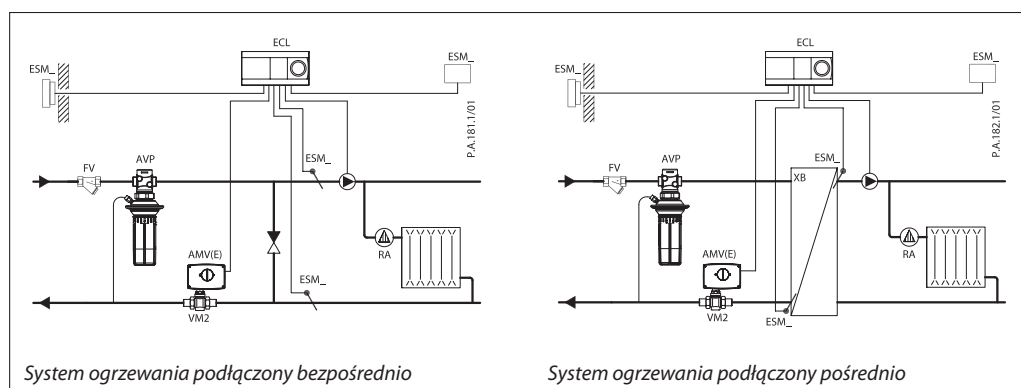 ECL
ESM_
ESM_
P.A.181.1/01
FV
AVP
ESM_
AMV(E)
RA
ESM_
VM2
System ogrzewania podłączony bezpośrednio
ECL
ESM_
ESM_
P.A.182.1/01
FV
AVP
ESM_
XB
AMV(E)
RA
VM2
ESM_
System ogrzewania podłączony pośrednio